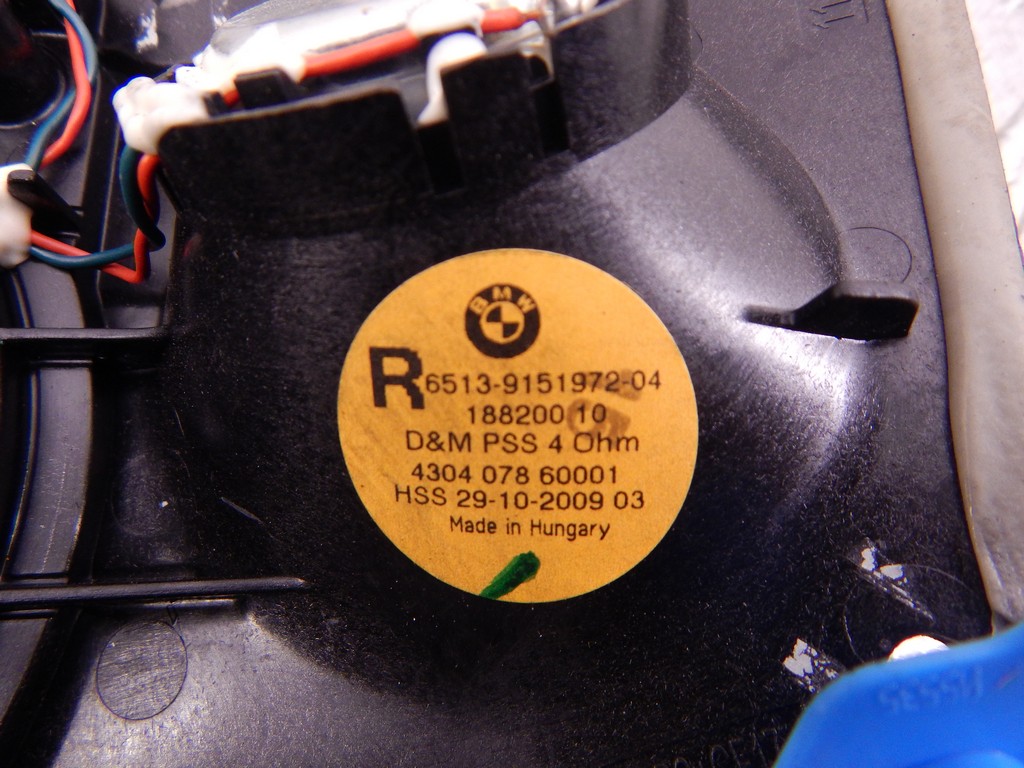 BMW
R 6513-9151972-04
188200 10
D&M PSS 4 Ohm
4304 078 60001
HSS 29-10-2009 03
Made in Hungary